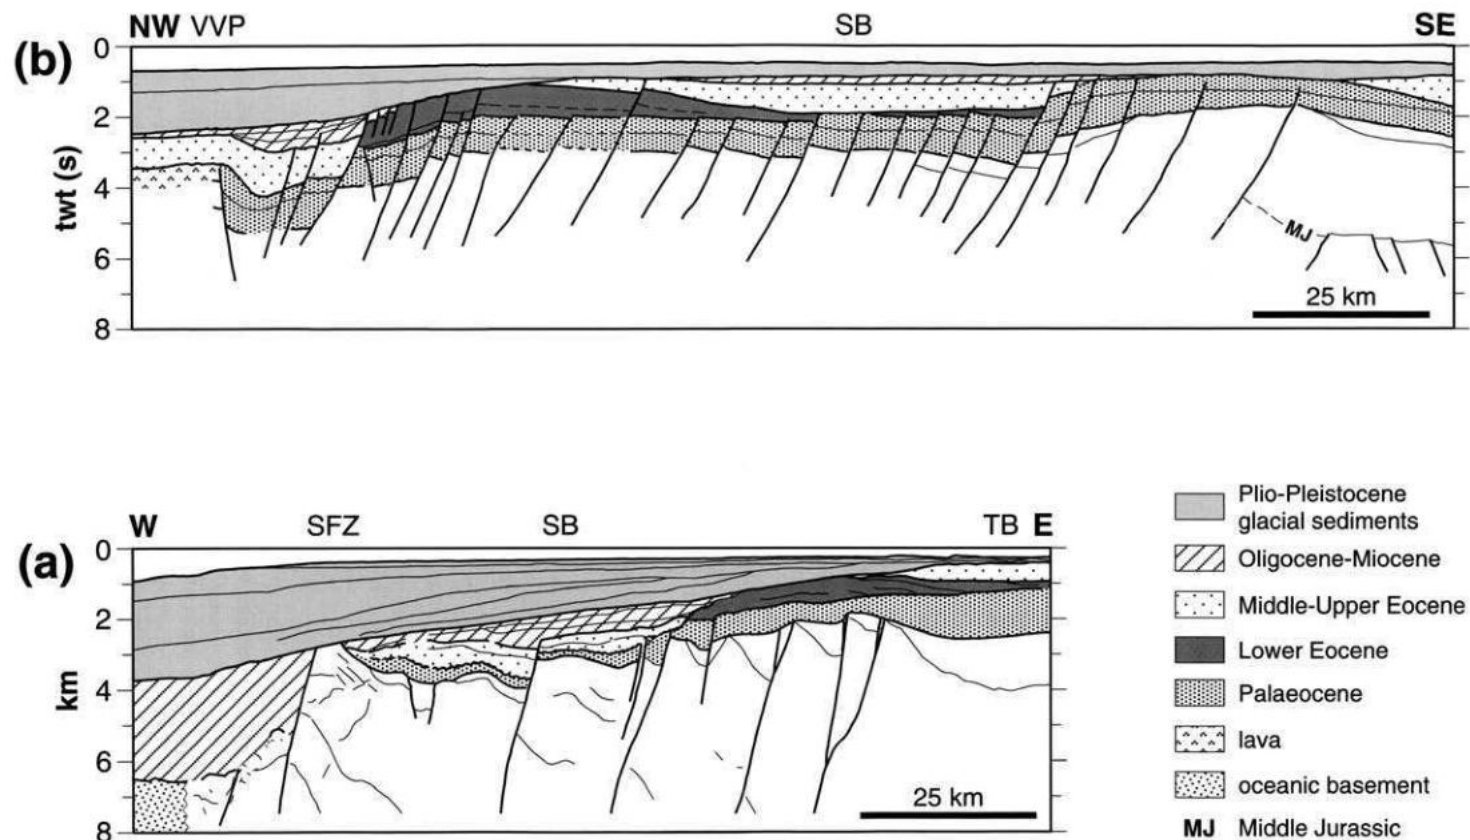 (b)
NW VVP SB SE
0
2
4
6
8
twt (s)
MJ
25 km
(a)
W SFZ SB TB E
0
2
4
6
8
km
25 km
Plio-Pleistocene
glacial sediments
Oligocene-Miocene
Middle-Upper Eocene
Lower Eocene
Palaeocene
lava
oceanic basement
MJ Middle Jurassic